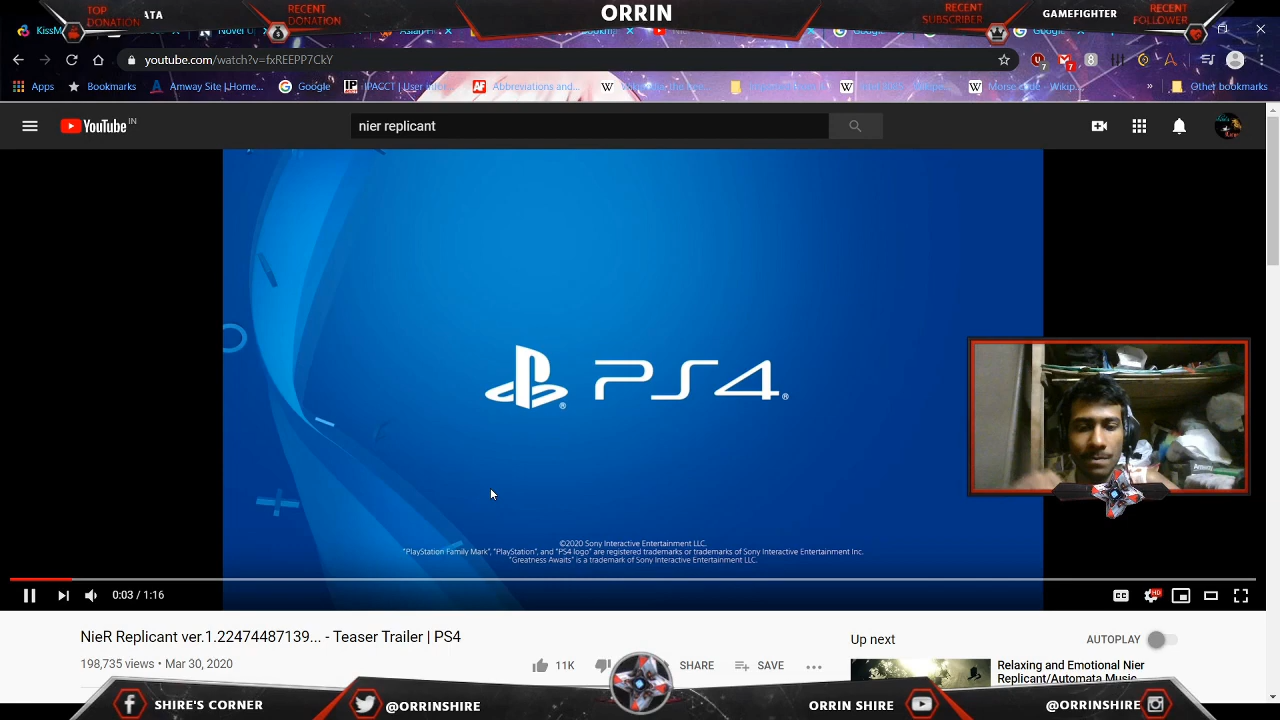 TOP
DONATION
ATA
RECENT
DONATION
ORRIN
RECENT
SUBSCRIBER
GAMEFIGHTER
RECENT
FOLLOWER
youtube.com/watch?v=fxREEPP7CkY
Apps
Bookmarks
Amway Site | Home...
Google
Abbreviations and...
Morse code - Wikip...
»
Other bookmarks
YouTube IN
nier replicant
PS4
©2020 Sony Interactive Entertainment LLC.
"PlayStation Family Mark", "PlayStation", and "PS4 logo" are registered trademarks or trademarks of Sony Interactive Entertainment Inc.
"Greatness Awaits" is a trademark of Sony Interactive Entertainment LLC.
Amway
0:03 / 1:16
CC
HD
NieR Replicant ver.1.22474487139... - Teaser Trailer | PS4
198,735 views • Mar 30, 2020
11K
SHARE
SAVE
Up next
AUTOPLAY
Relaxing and Emotional Nier
Replicant/Automata Music
SHIRE'S CORNER
@ORRINSHIRE
ORRIN SHIRE
@ORRINSHIRE